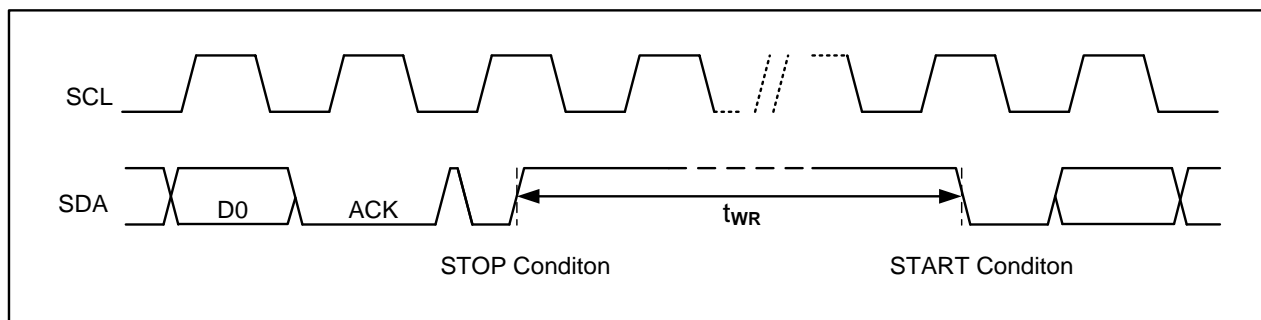 SCL
SDA
D0
ACK
tWR
STOP Conditon
START Conditon